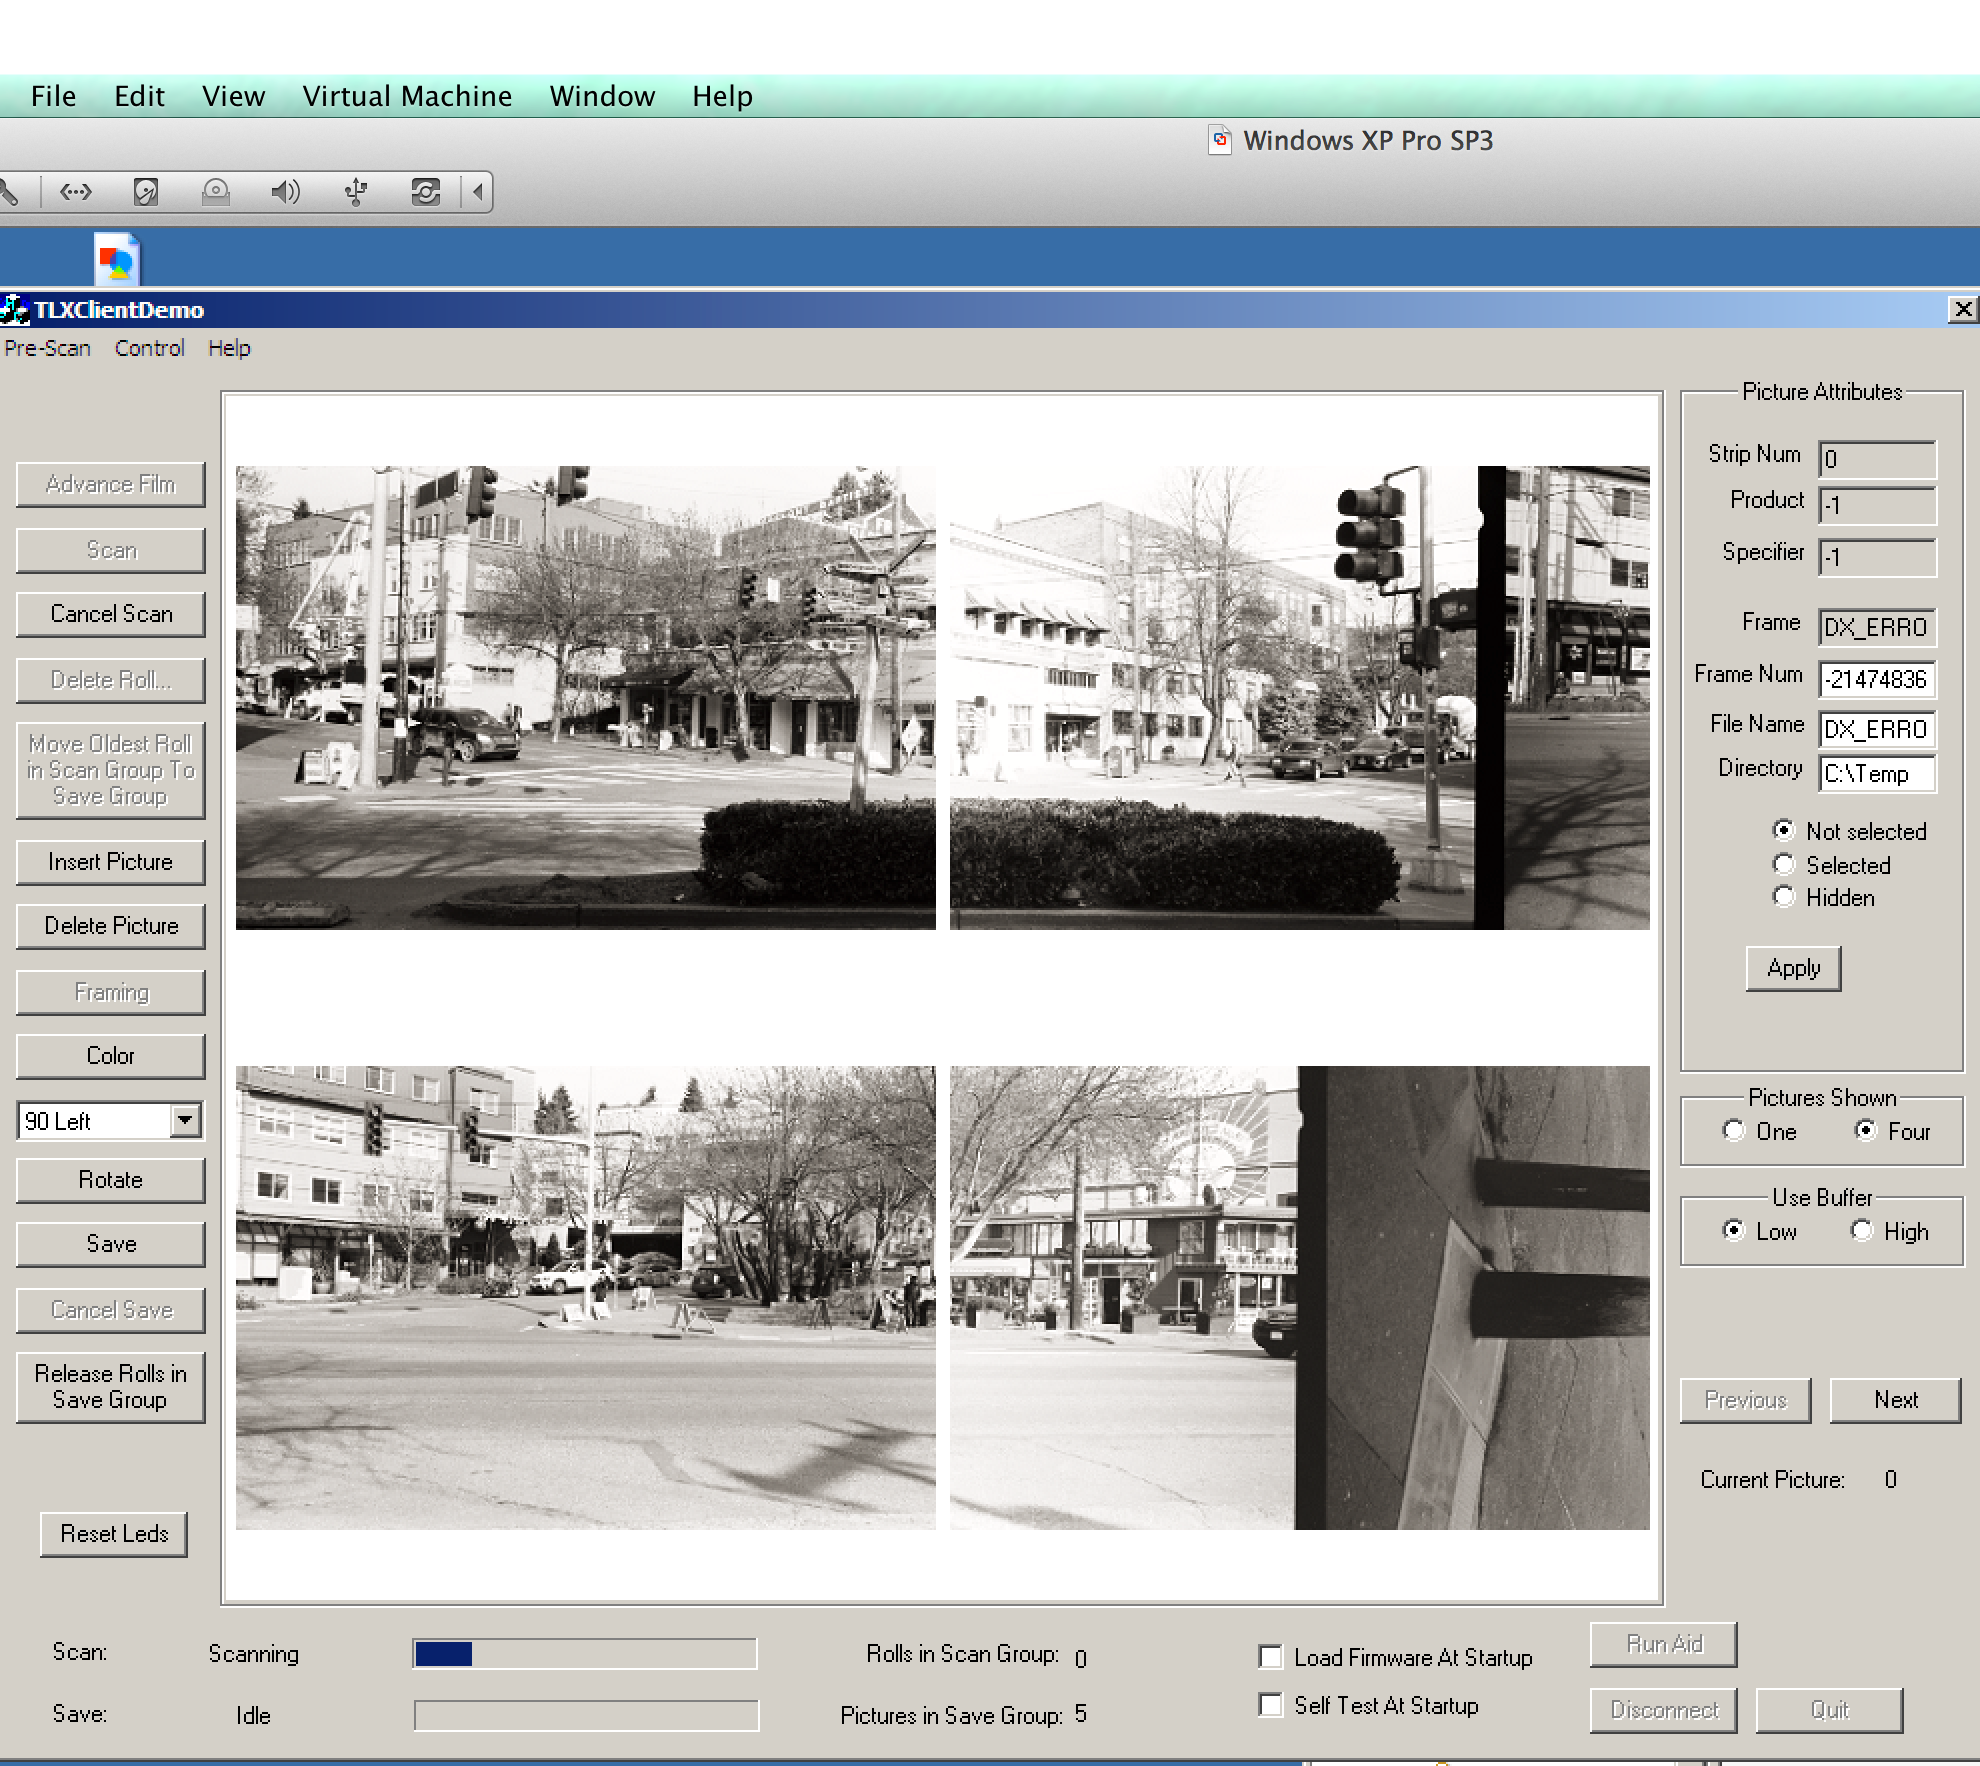 File Edit View Virtual Machine Window Help
Windows XP Pro SP3
TLXClientDemo
Pre-Scan Control Help
Picture Attributes
Strip Num 0
Product -1
Specifier -1
Frame DX_ERRO
Frame Num -21474836
File Name DX_ERRO
Directory C:\Temp
Not selected
Selected
Hidden
Apply
Advance Film
Scan
Cancel Scan
Delete Roll...
Move Oldest Roll
in Scan Group To
Save Group
Insert Picture
Delete Picture
Framing
Color
90 Left
Rotate
Save
Cancel Save
Release Rolls in
Save Group
Reset Leds
Pictures Shown
One Four
Use Buffer
Low High
Previous Next
Current Picture: 0
Scan: Scanning Rolls in Scan Group: 0 Load Firmware At Startup Run Aid
Save: Idle Pictures in Save Group: 5 Self Test At Startup Disconnect Quit